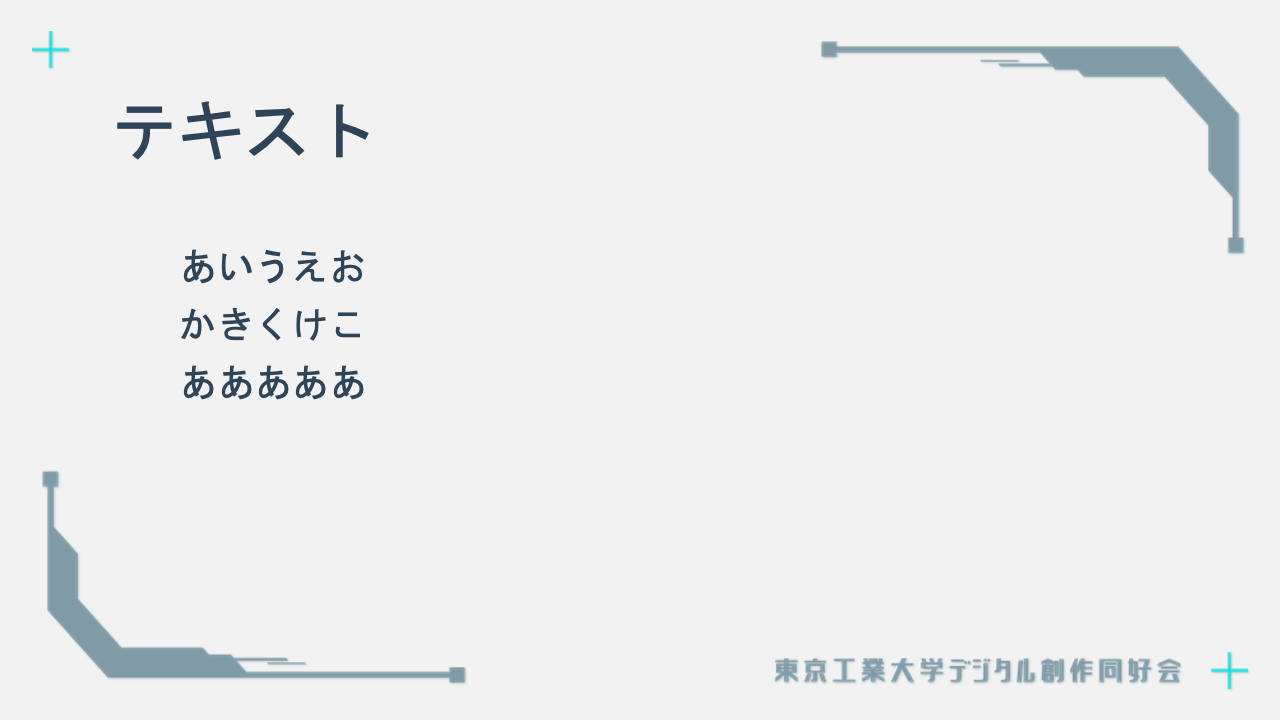 テキスト
あいうえお
かきくけこ
あああああ
東京工業大学デジタル創作同好会